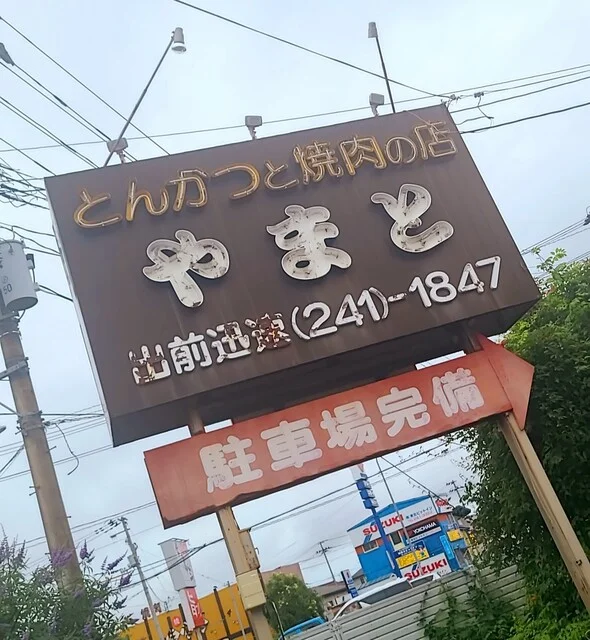 とんかつと焼肉の店
やまと
出前迅速(241)-1847
駐車場完備
SUZUKI
YOKOHAMA
SUZUKI